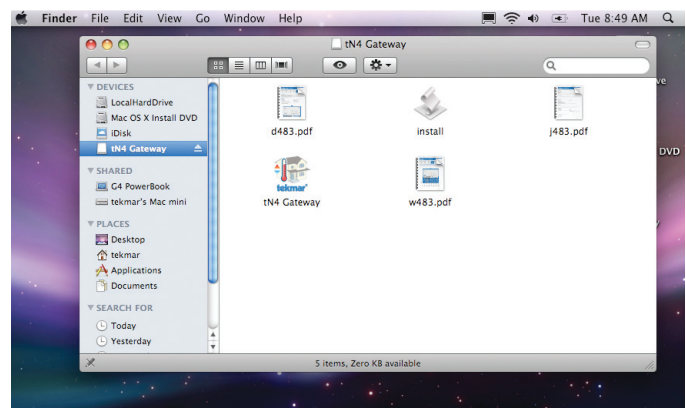 Finder File Edit View Go Window Help Tue 8:49 AM
tN4 Gateway
DEVICES
LocalHardDrive
Mac OS X Install DVD
iDisk
tN4 Gateway
SHARED
G4 PowerBook
tekmar's Mac mini
PLACES
Desktop
tekmar
Applications
Documents
SEARCH FOR
Today
Yesterday
d483.pdf
install
j483.pdf
tekmar
tN4 Gateway
w483.pdf
5 items, Zero KB available
ve
DVD
y